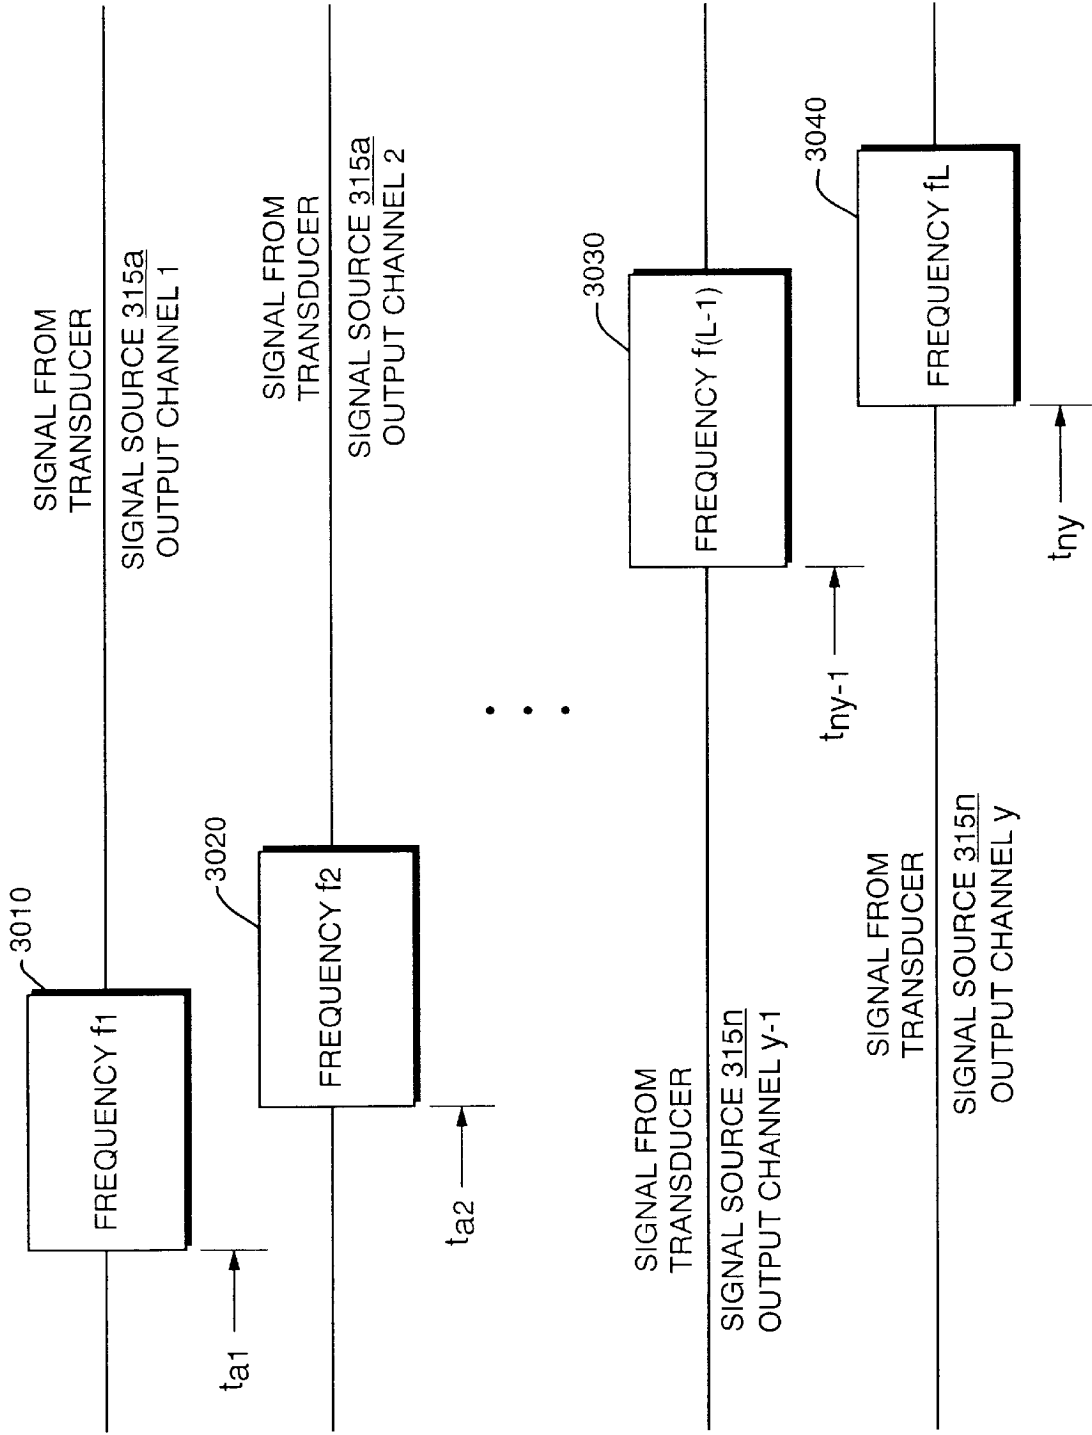 3010
FREQUENCY f1
ta1
SIGNAL FROM
TRANSDUCER
SIGNAL SOURCE 315a
OUTPUT CHANNEL 1
3020
FREQUENCY f2
ta2
SIGNAL FROM
TRANSDUCER
SIGNAL SOURCE 315a
OUTPUT CHANNEL 2
SIGNAL FROM
TRANSDUCER
SIGNAL SOURCE 315n
OUTPUT CHANNEL y-1
3030
FREQUENCY f(L-1)
tny-1
SIGNAL FROM
TRANSDUCER
SIGNAL SOURCE 315n
OUTPUT CHANNEL y
3040
FREQUENCY fL
tny